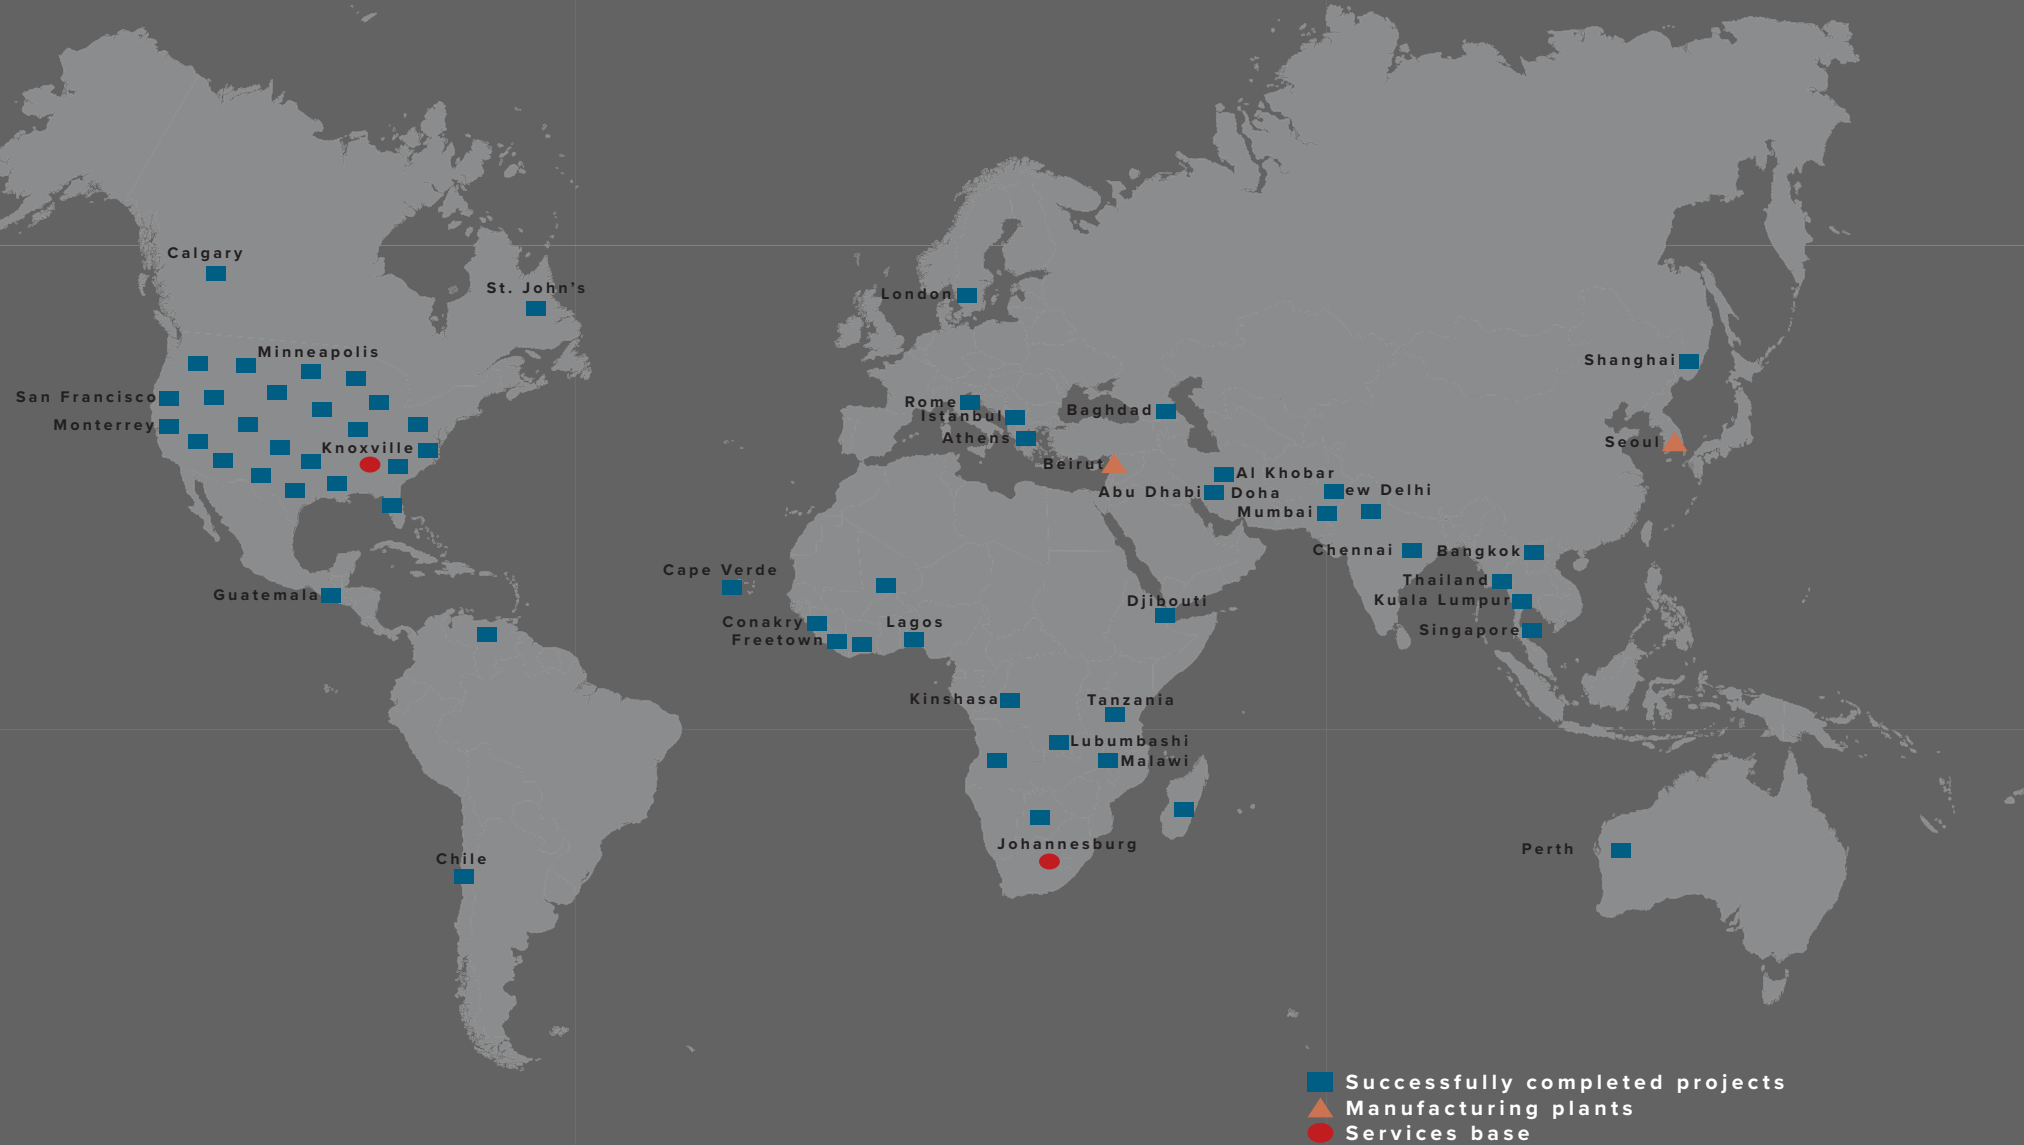 Calgary
St. John's
London
Minneapolis
Shanghai
San Francisco
Rome
Baghdad
Istanbul
Monterrey
Athens
Seoul
Knoxville
Beirut
Al Khobar
Abu Dhabi
Doha
ew Delhi
Mumbai
Chennai
Bangkok
Cape Verde
Thailand
Guatemala
Djibouti
Kuala Lumpur
Conakry
Lagos
Singapore
Freetown
Kinshasa
Tanzania
Lubumbashi
Malawi
Johannesburg
Perth
Chile
Successfully completed projects
Manufacturing plants
Services base